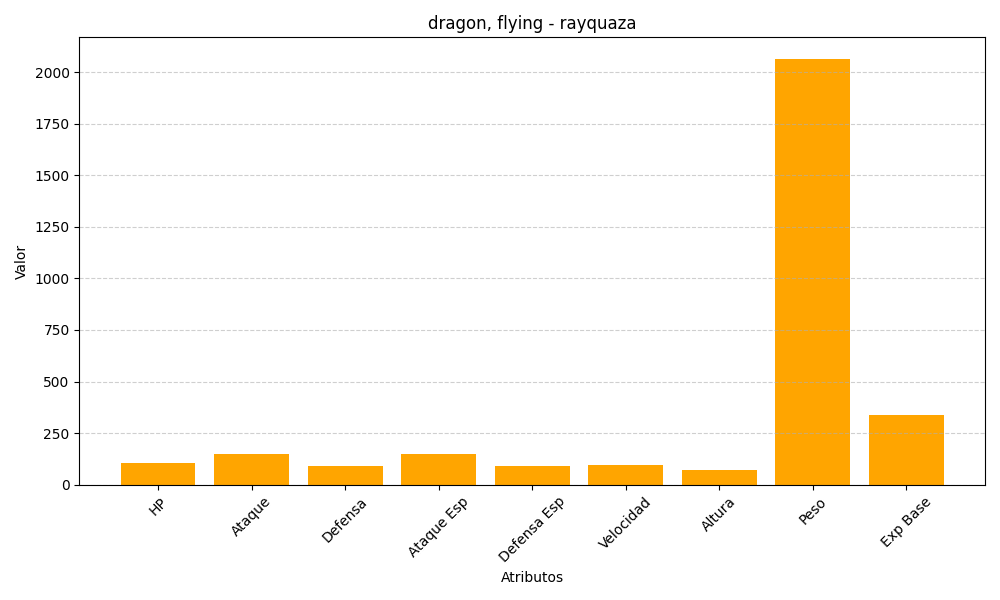 dragon, flying - rayquaza
Valor
2000
1750
1500
1250
1000
750
500
250
0
HP
Ataque
Defensa
Ataque Esp
Defensa Esp
Velocidad
Altura
Peso
Exp Base
Atributos